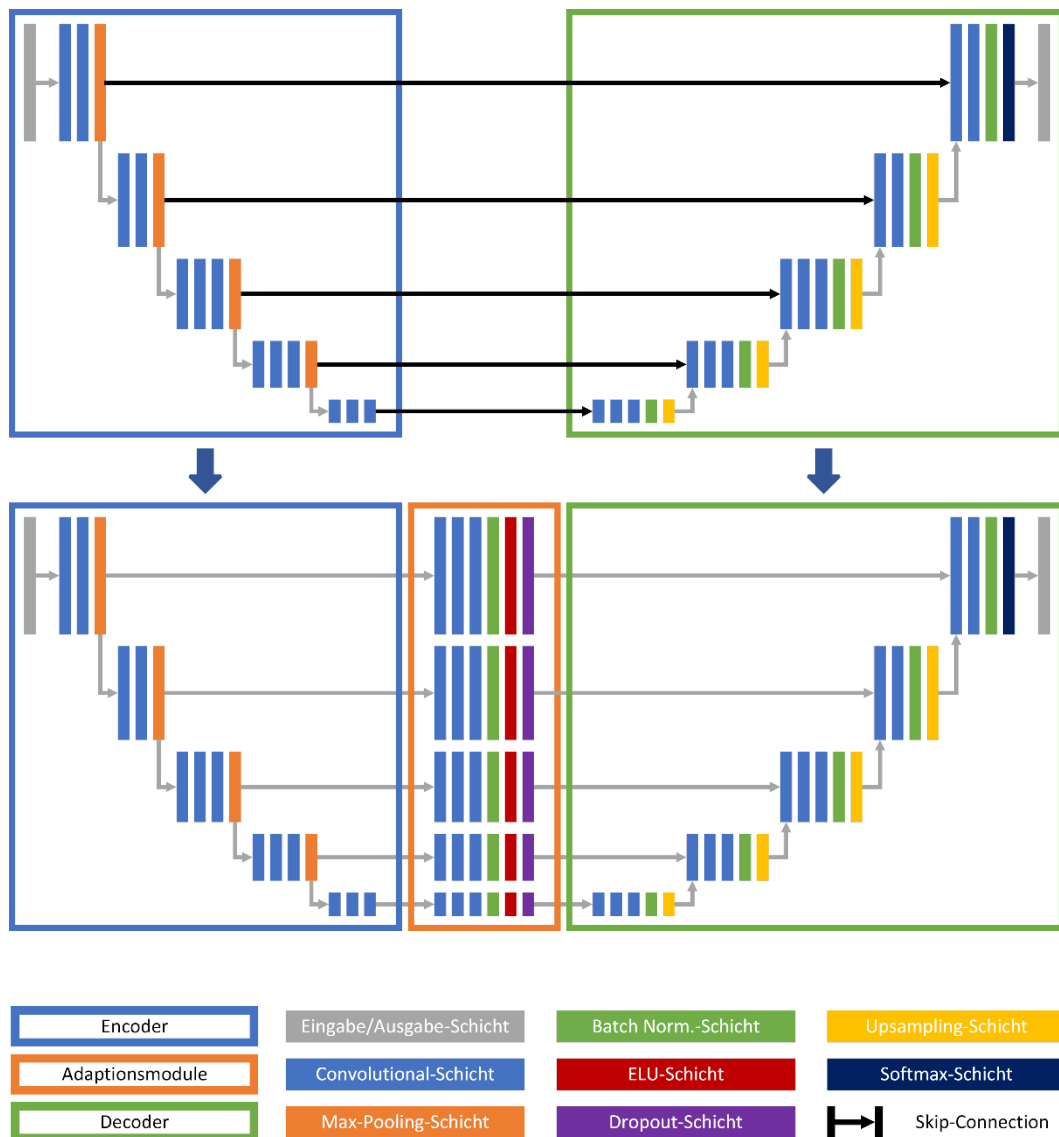 Encoder
Eingabe/Ausgabe-Schicht
Batch Norm.-Schicht
Upsampling-Schicht
Adaptionsmodule
Convolutional-Schicht
ELU-Schicht
Softmax-Schicht
Decoder
Max-Pooling-Schicht
Dropout-Schicht
Skip-Connection